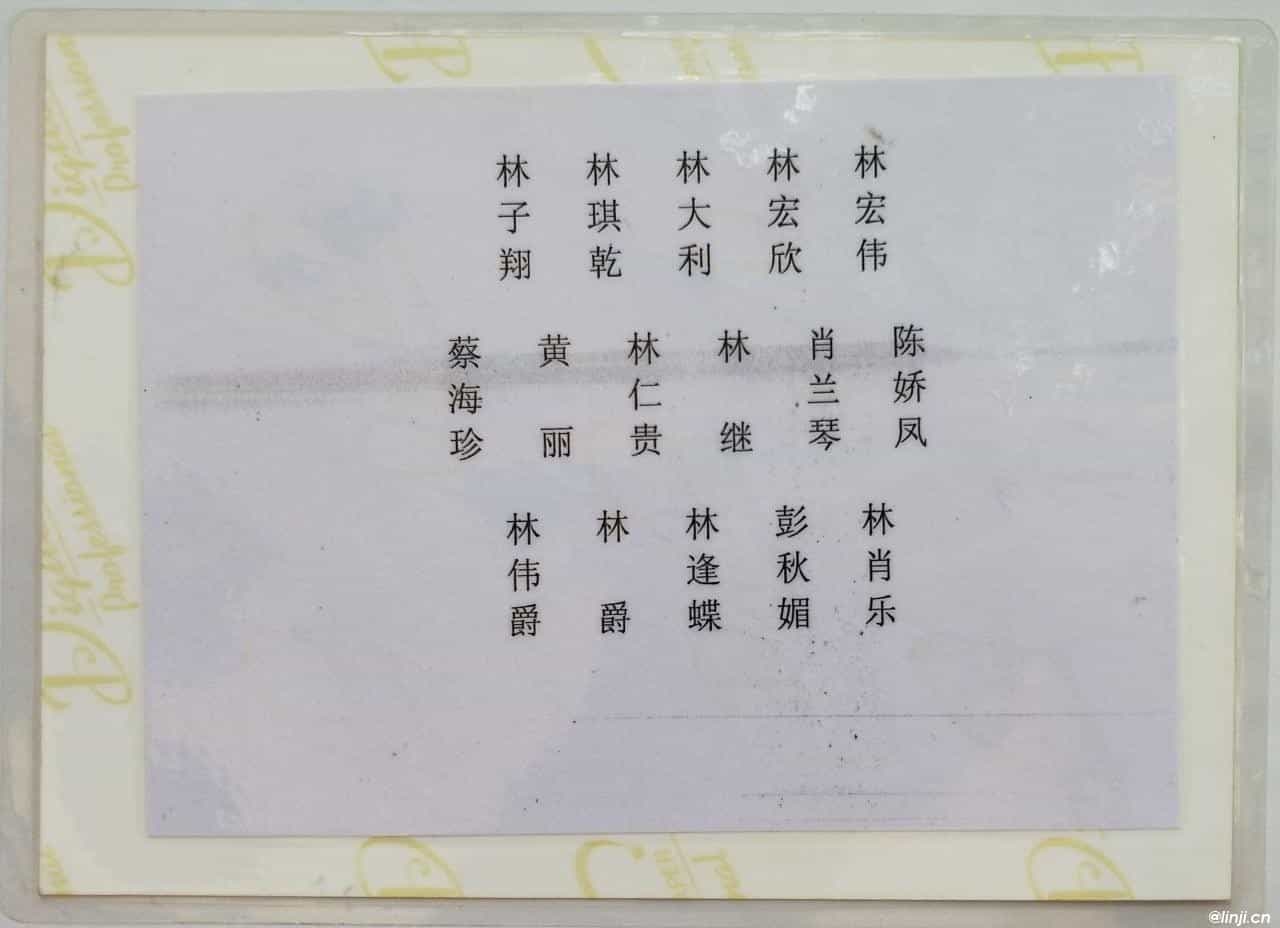 林子翔 林琪乾 林大利 林宏欣 林宏伟
蔡海珍 黄丽 林仁贵 林继 肖兰琴 陈娇凤
林伟爵 林爵 林逢蝶 彭秋媚 林肖乐
@linji.cn